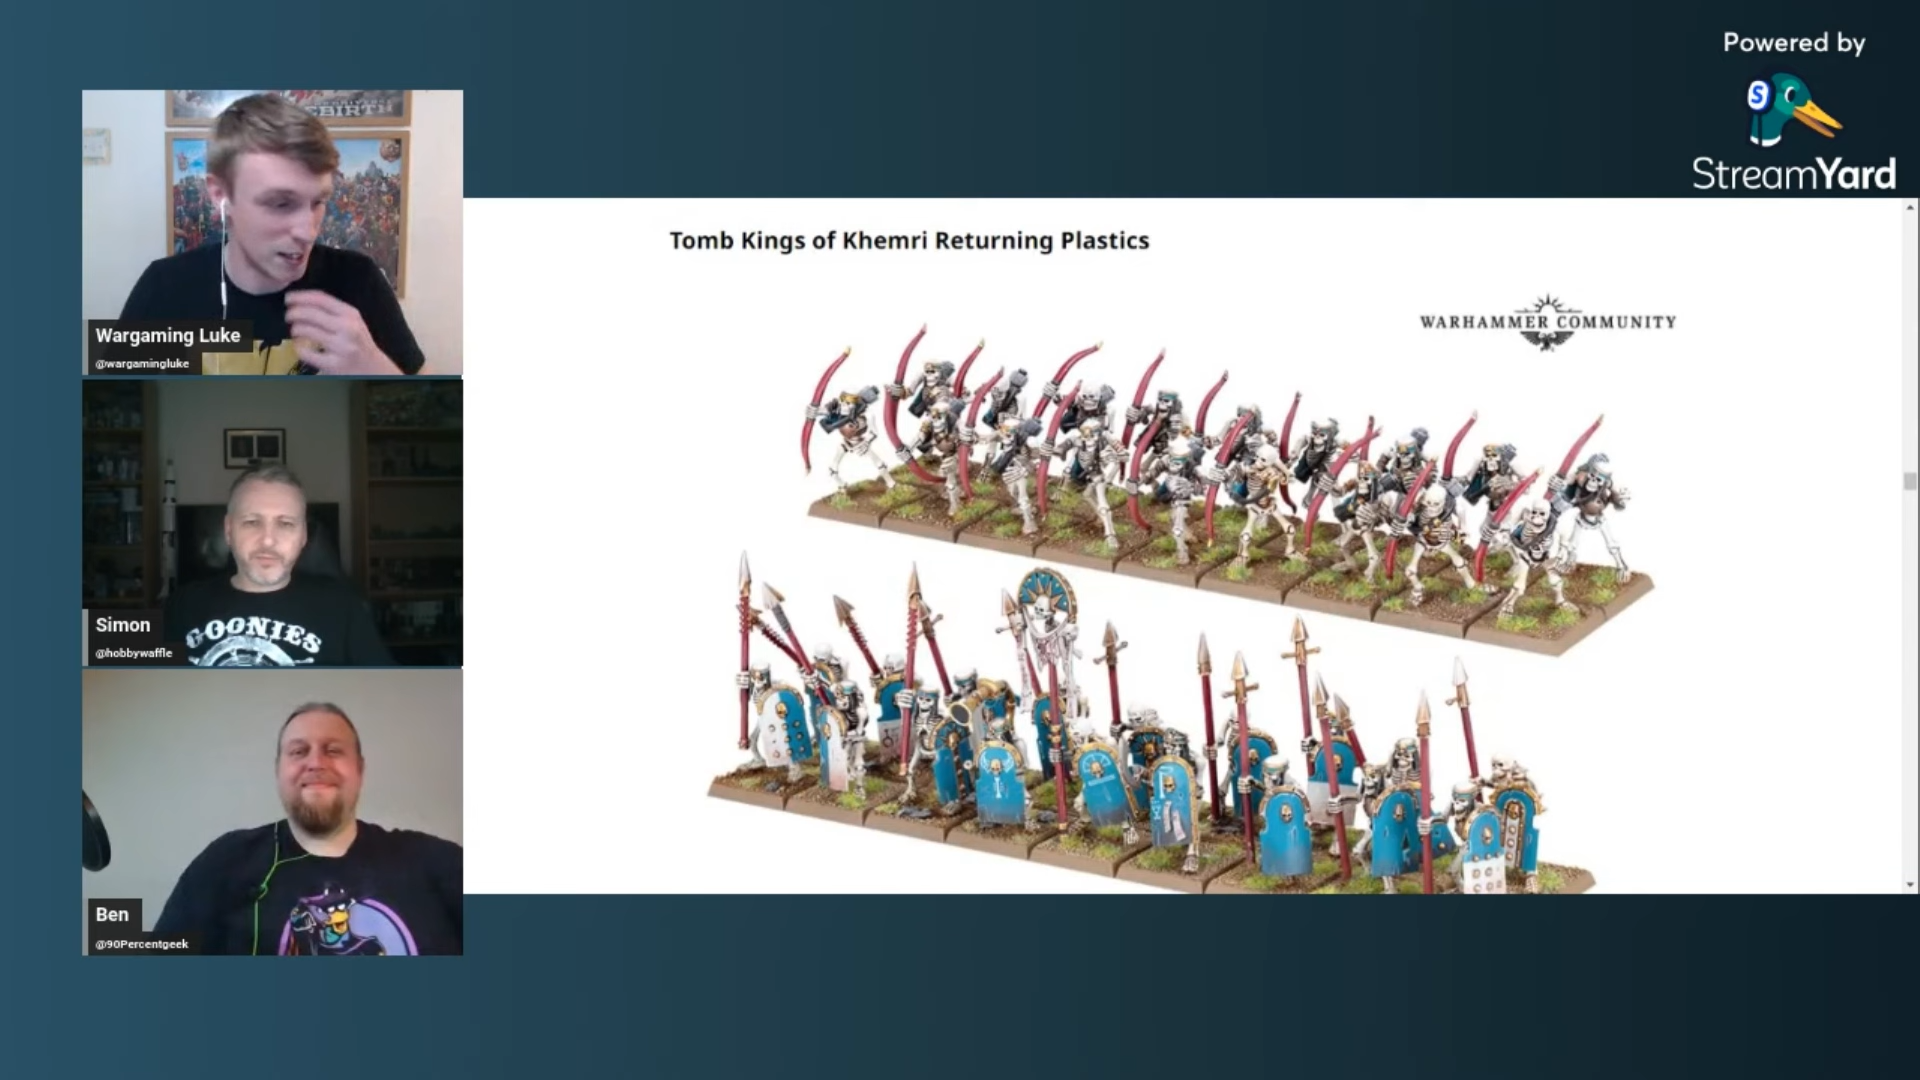 Powered by
StreamYard
EBIRTH
Wargaming Luke
@wargamingluke
Simon
@hobbywaffle
GOONIES
Ben
@90Percentgeek
Tomb Kings of Khemri Returning Plastics
WARHAMMER COMMUNITY